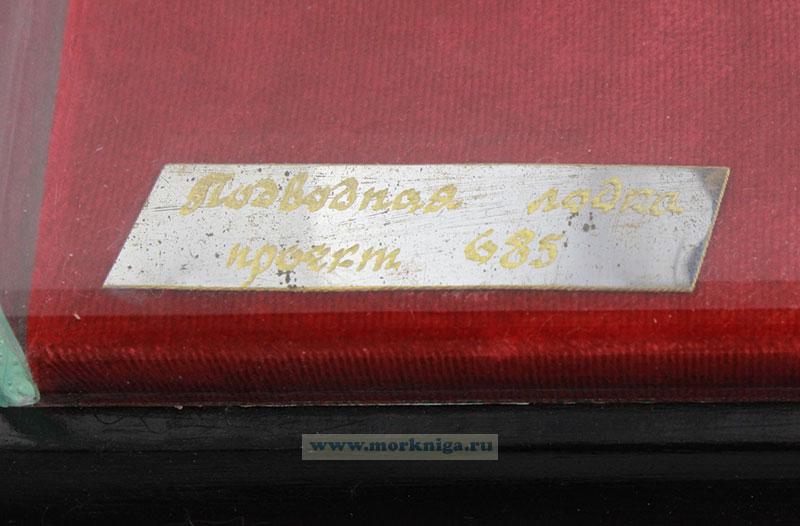 Подводная лодка
проект 685
www.morkniga.ru